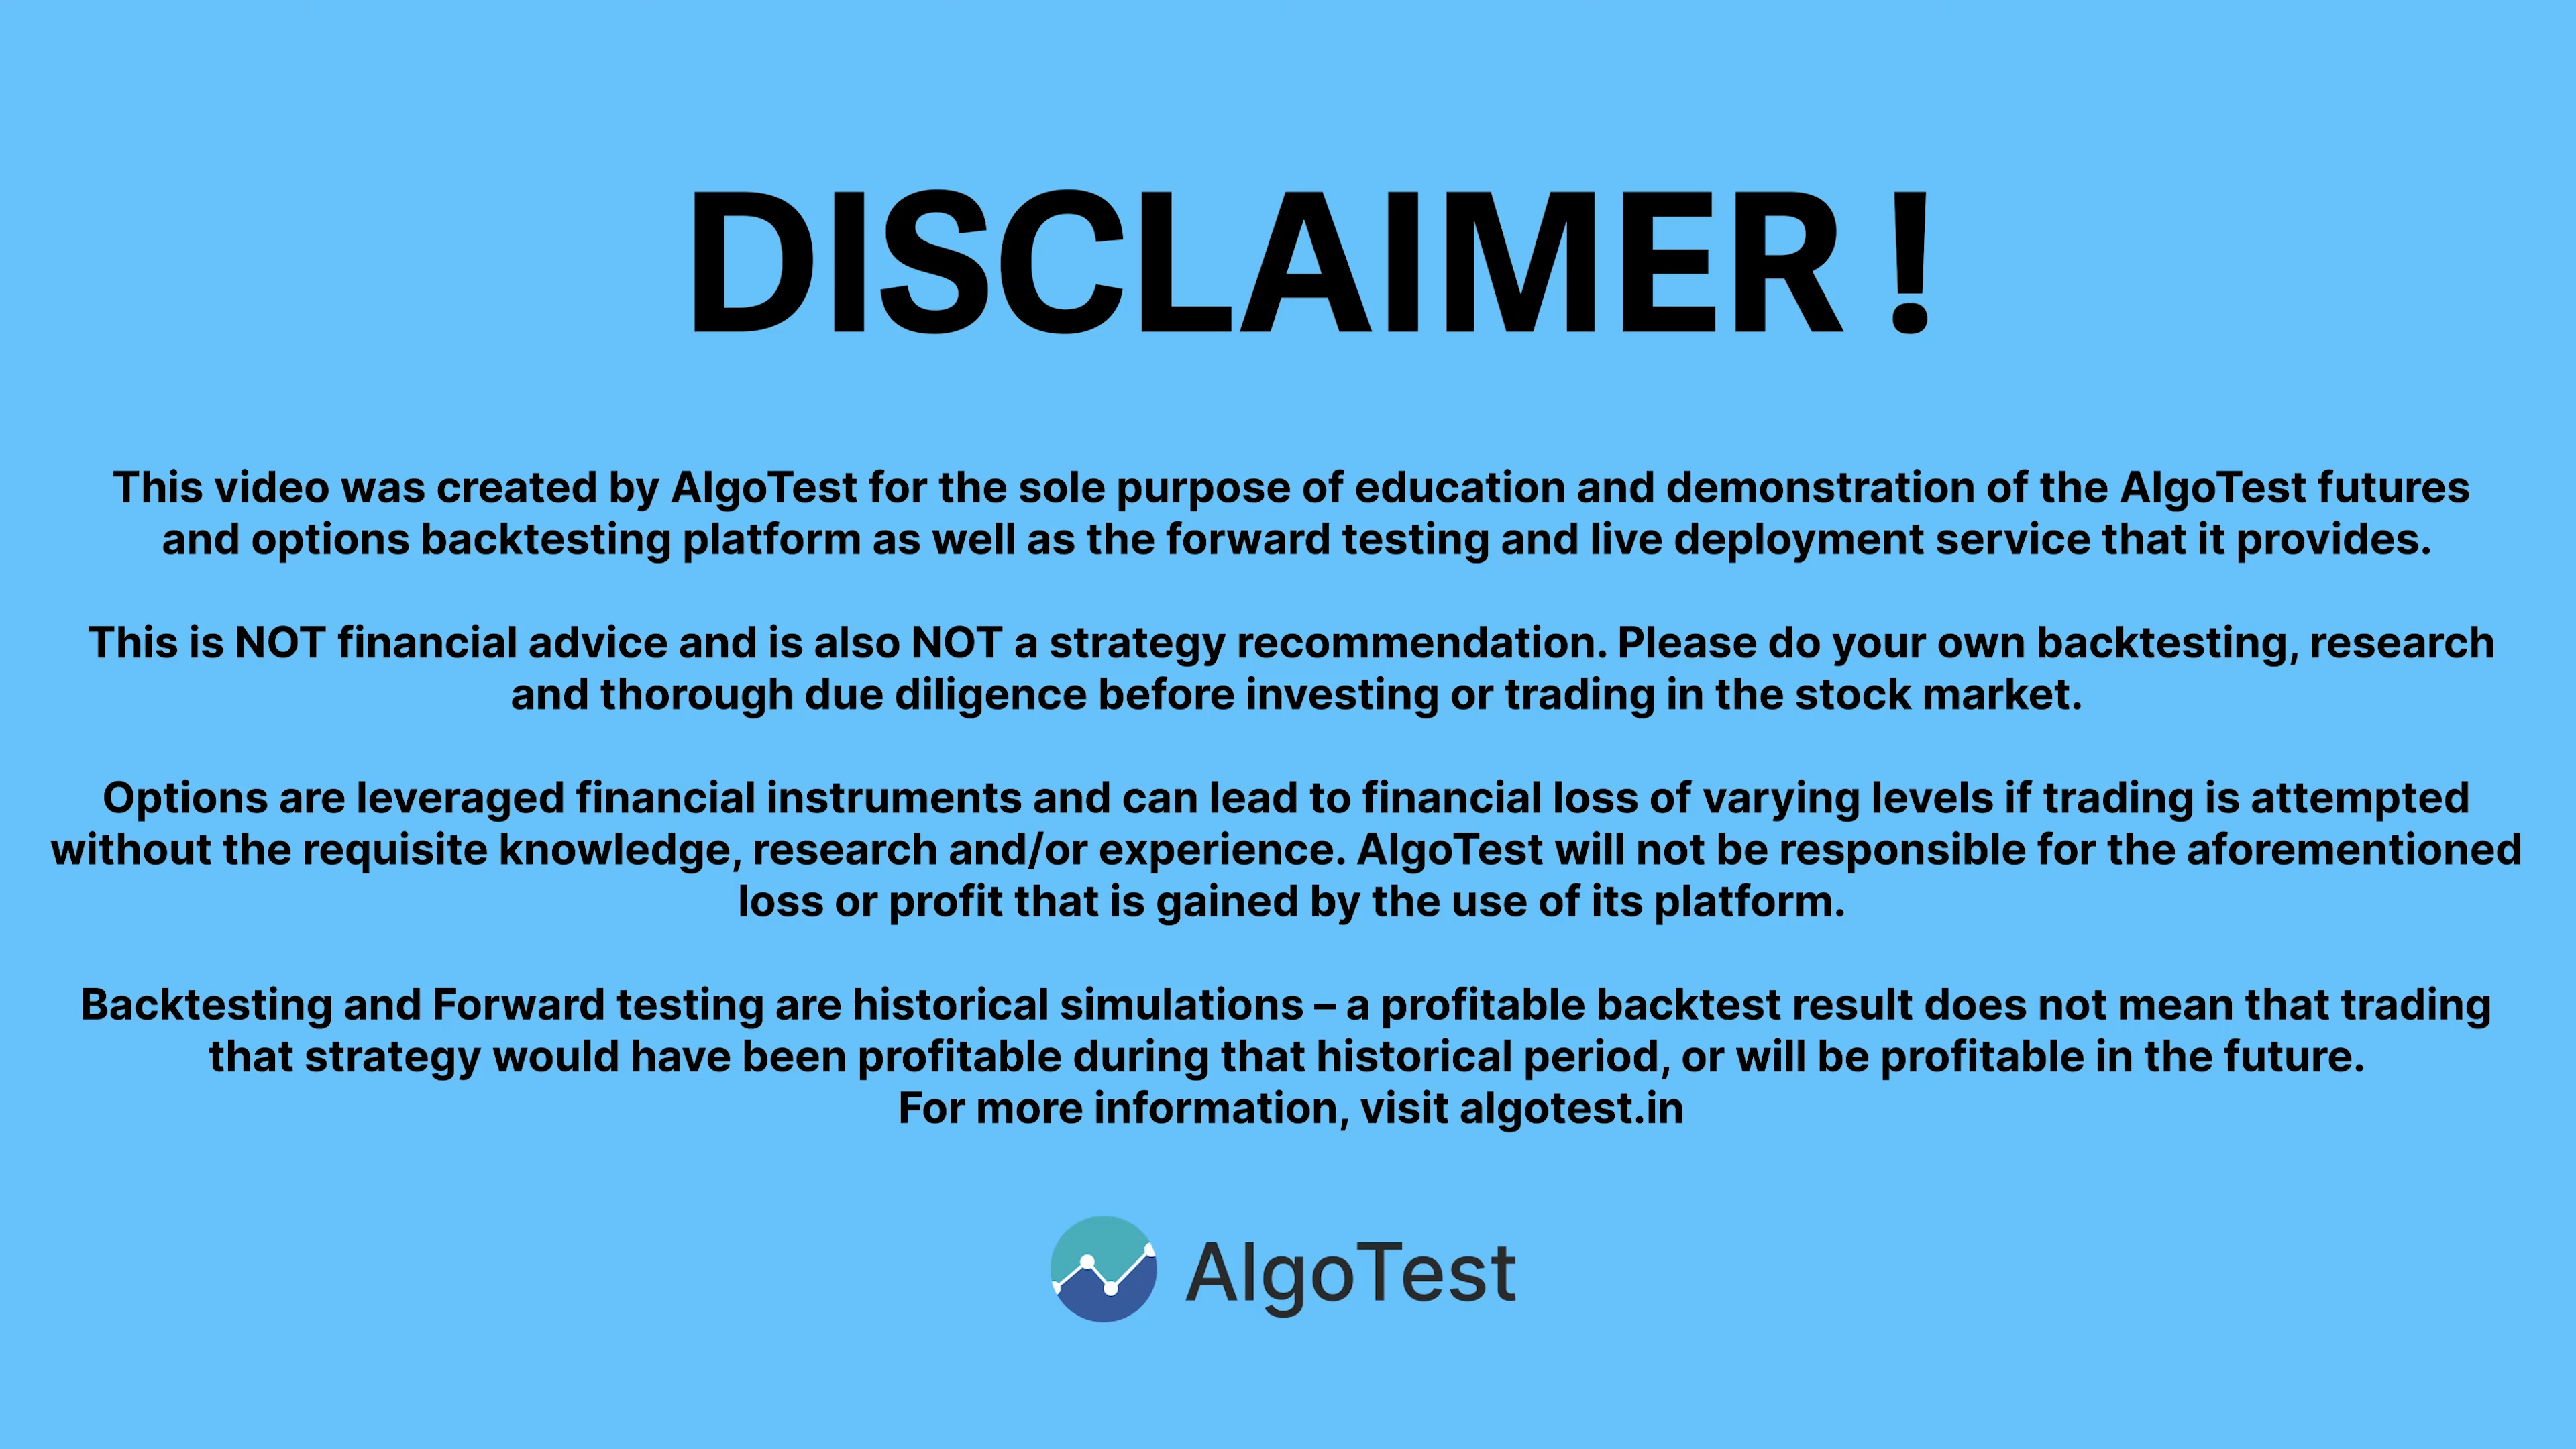 DISCLAIMER !
This video was created by AlgoTest for the sole purpose of education and demonstration of the AlgoTest futures
and options backtesting platform as well as the forward testing and live deployment service that it provides.
This is NOT financial advice and is also NOT a strategy recommendation. Please do your own backtesting, research
and thorough due diligence before investing or trading in the stock market.
Options are leveraged financial instruments and can lead to financial loss of varying levels if trading is attempted
without the requisite knowledge, research and/or experience. AlgoTest will not be responsible for the aforementioned
loss or profit that is gained by the use of its platform.
Backtesting and Forward testing are historical simulations – a profitable backtest result does not mean that trading
that strategy would have been profitable during that historical period, or will be profitable in the future.
For more information, visit algotest.in
AlgoTest